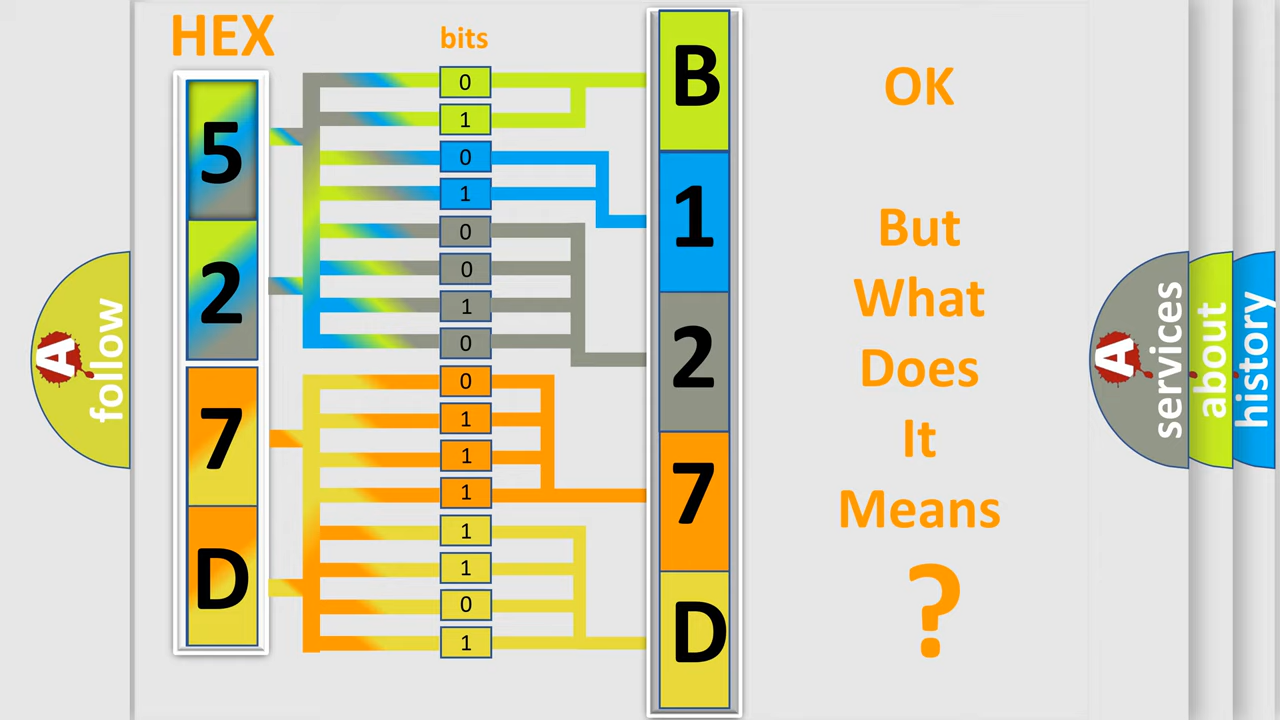 HEX
bits
5
2
7
D
0
1
0
1
0
0
1
0
0
1
1
1
1
1
0
1
B
1
2
7
D
OK
But
What
Does
It
Means
?
A
follow
A
services
about
history